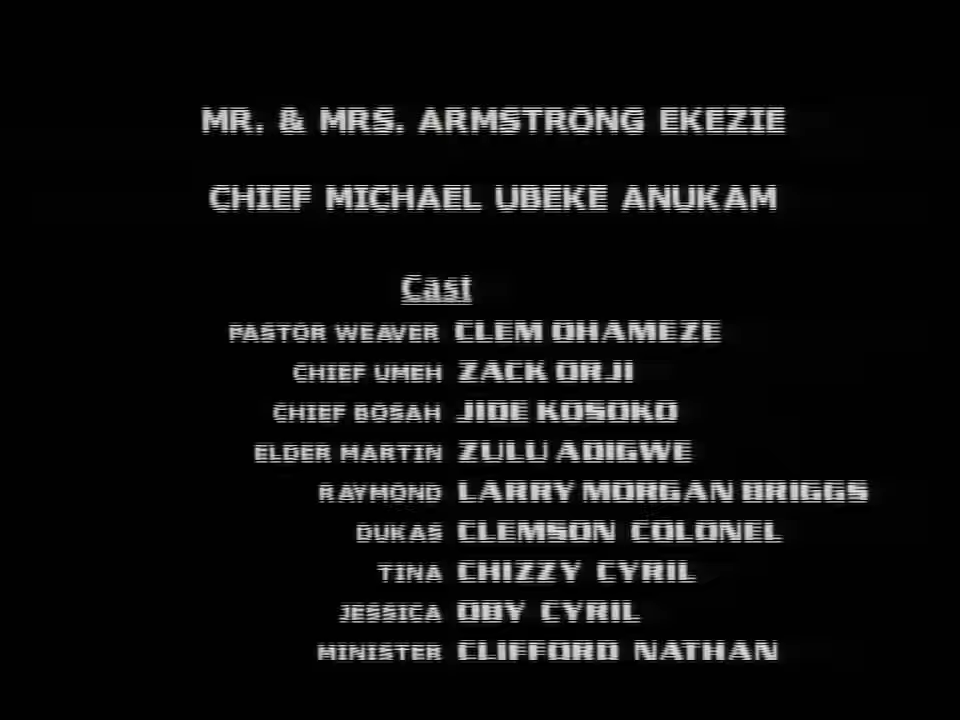 MR. & MRS. ARMSTRONG EKEZIE
CHIEF MICHAEL UBEKE ANUKAM
Cast
PASTOR WEAVER CLEM OHAMEZE
CHIEF UMEH ZACK ORJI
CHIEF BOSAH JIDE KOSOKO
ELDER MARTIN ZULU ADIGWE
RAYMOND LARRY MORGAN BRIGGS
DUKAS CLEMSON COLONEL
TINA CHIZZY CYRIL
JESSICA OBY CYRIL
MINISTER CLIFFORD NATHAN